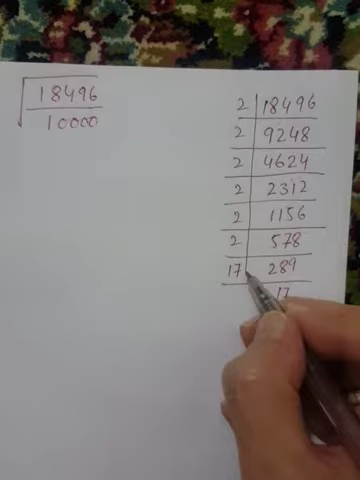 √18496
10000
2 | 18496
2 | 9248
2 | 4624
2 | 2312
2 | 1156
2 | 578
17 | 289
17